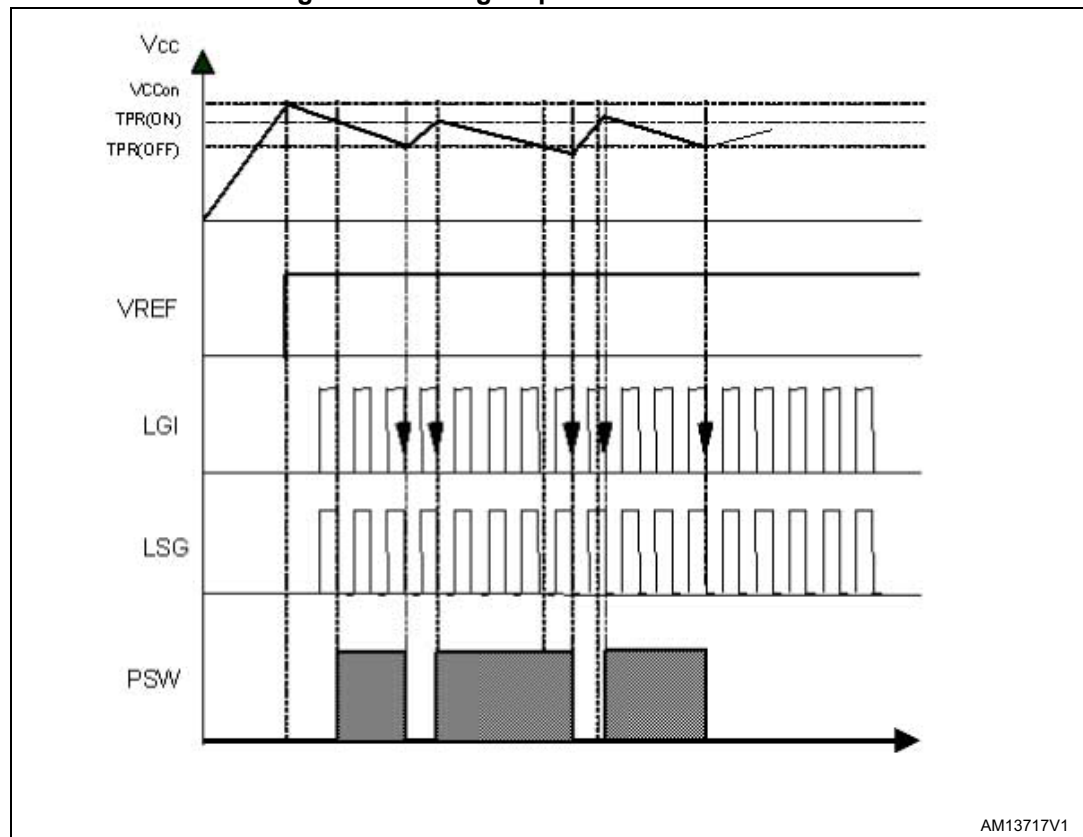 Vcc
VCCon
TPR(ON)
TPR(OFF)
VREF
LGI
LSG
PSW
AM13717V1